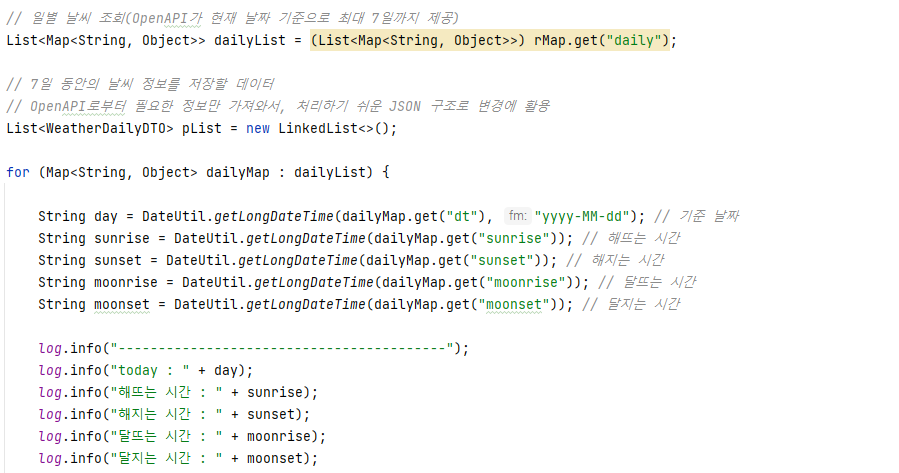 // 일별 날씨 조회(OpenAPI가 현재 날짜 기준으로 최대 7일까지 제공)
List<Map<String, Object>> dailyList = (List<Map<String, Object>>) rMap.get("daily");
// 7일 동안의 날씨 정보를 저장할 데이터
// OpenAPI로부터 필요한 정보만 가져와서, 처리하기 쉬운 JSON 구조로 변경에 활용
List<WeatherDailyDTO> pList = new LinkedList<>();
for (Map<String, Object> dailyMap : dailyList) {
String day = DateUtil.getLongDateTime(dailyMap.get("dt"), fm: "yyyy-MM-dd"); // 기준 날짜
String sunrise = DateUtil.getLongDateTime(dailyMap.get("sunrise")); // 해뜨는 시간
String sunset = DateUtil.getLongDateTime(dailyMap.get("sunset")); // 해지는 시간
String moonrise = DateUtil.getLongDateTime(dailyMap.get("moonrise")); // 달뜨는 시간
String moonset = DateUtil.getLongDateTime(dailyMap.get("moonset")); // 달지는 시간
log.info("-----------------------------------------");
log.info("today : " + day);
log.info("해뜨는 시간 : " + sunrise);
log.info("해지는 시간 : " + sunset);
log.info("달뜨는 시간 : " + moonrise);
log.info("달지는 시간 : " + moonset);